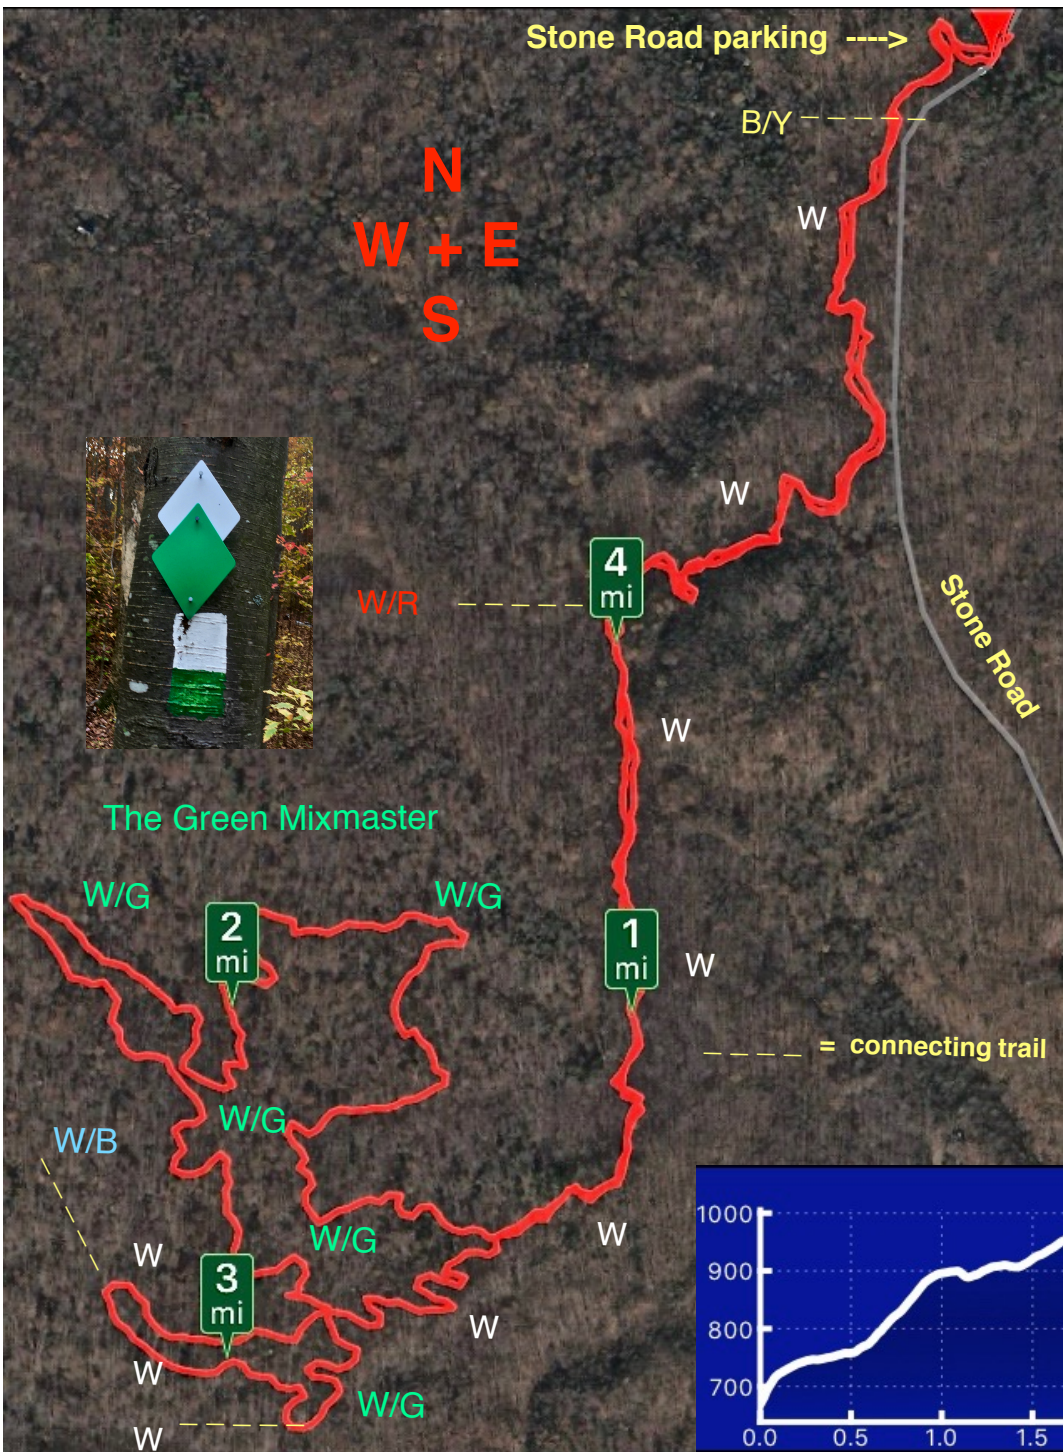 Stone Road parking ---->
B/Y
N
W
W + E
S
W
4
mi
W/R
Stone Road
W
The Green Mixmaster
W/G
W/G
2
mi
1
mi
W
= connecting trail
W/G
W/B
W/G
W
W
3
mi
W
W
W/G
W
1000
900
800
700
0.0 0.5 1.0 1.5